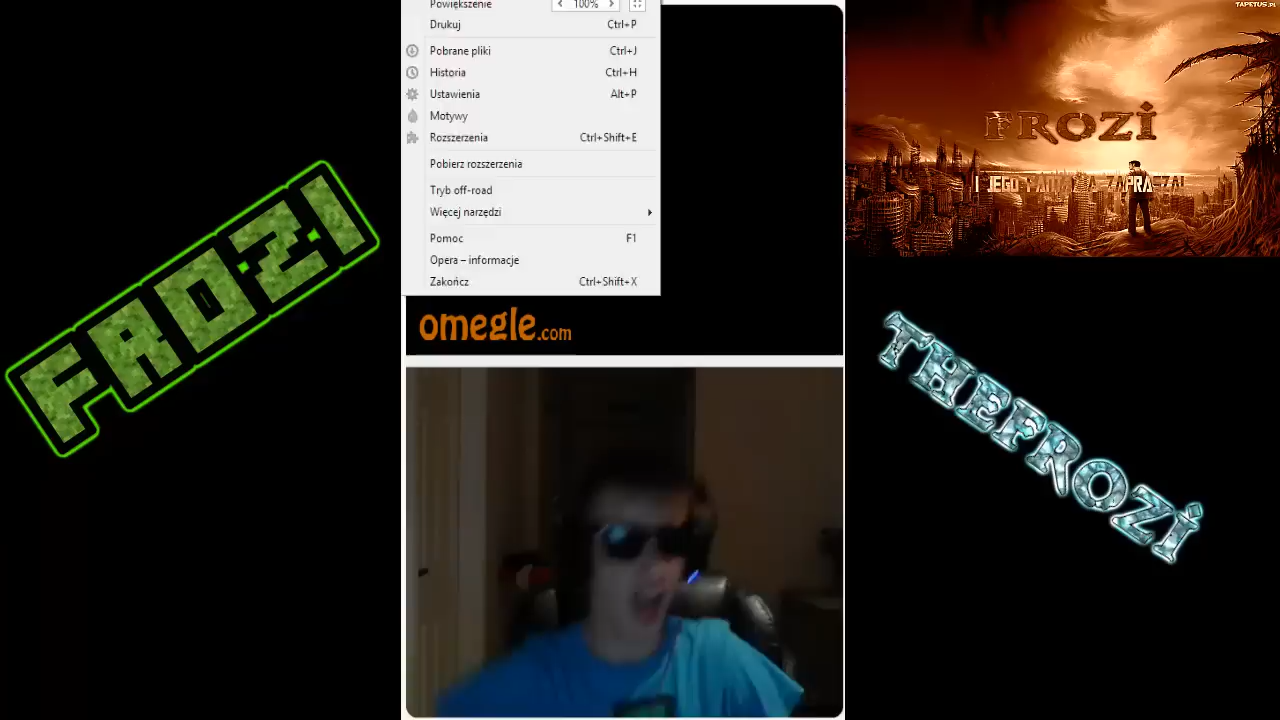 FROZI
Powiększenie 100%
Drukuj Ctrl+P
Pobrane pliki Ctrl+J
Historia Ctrl+H
Ustawienia Alt+P
Motywy
Rozszerzenia Ctrl+Shift+E
Pobierz rozszerzenia
Tryb off-road
Więcej narzędzi
Pomoc F1
Opera – informacje
Zakończ Ctrl+Shift+X
omegle.com
TAPETUS.PL
FROZİ
I JEGO
THEFROZİ